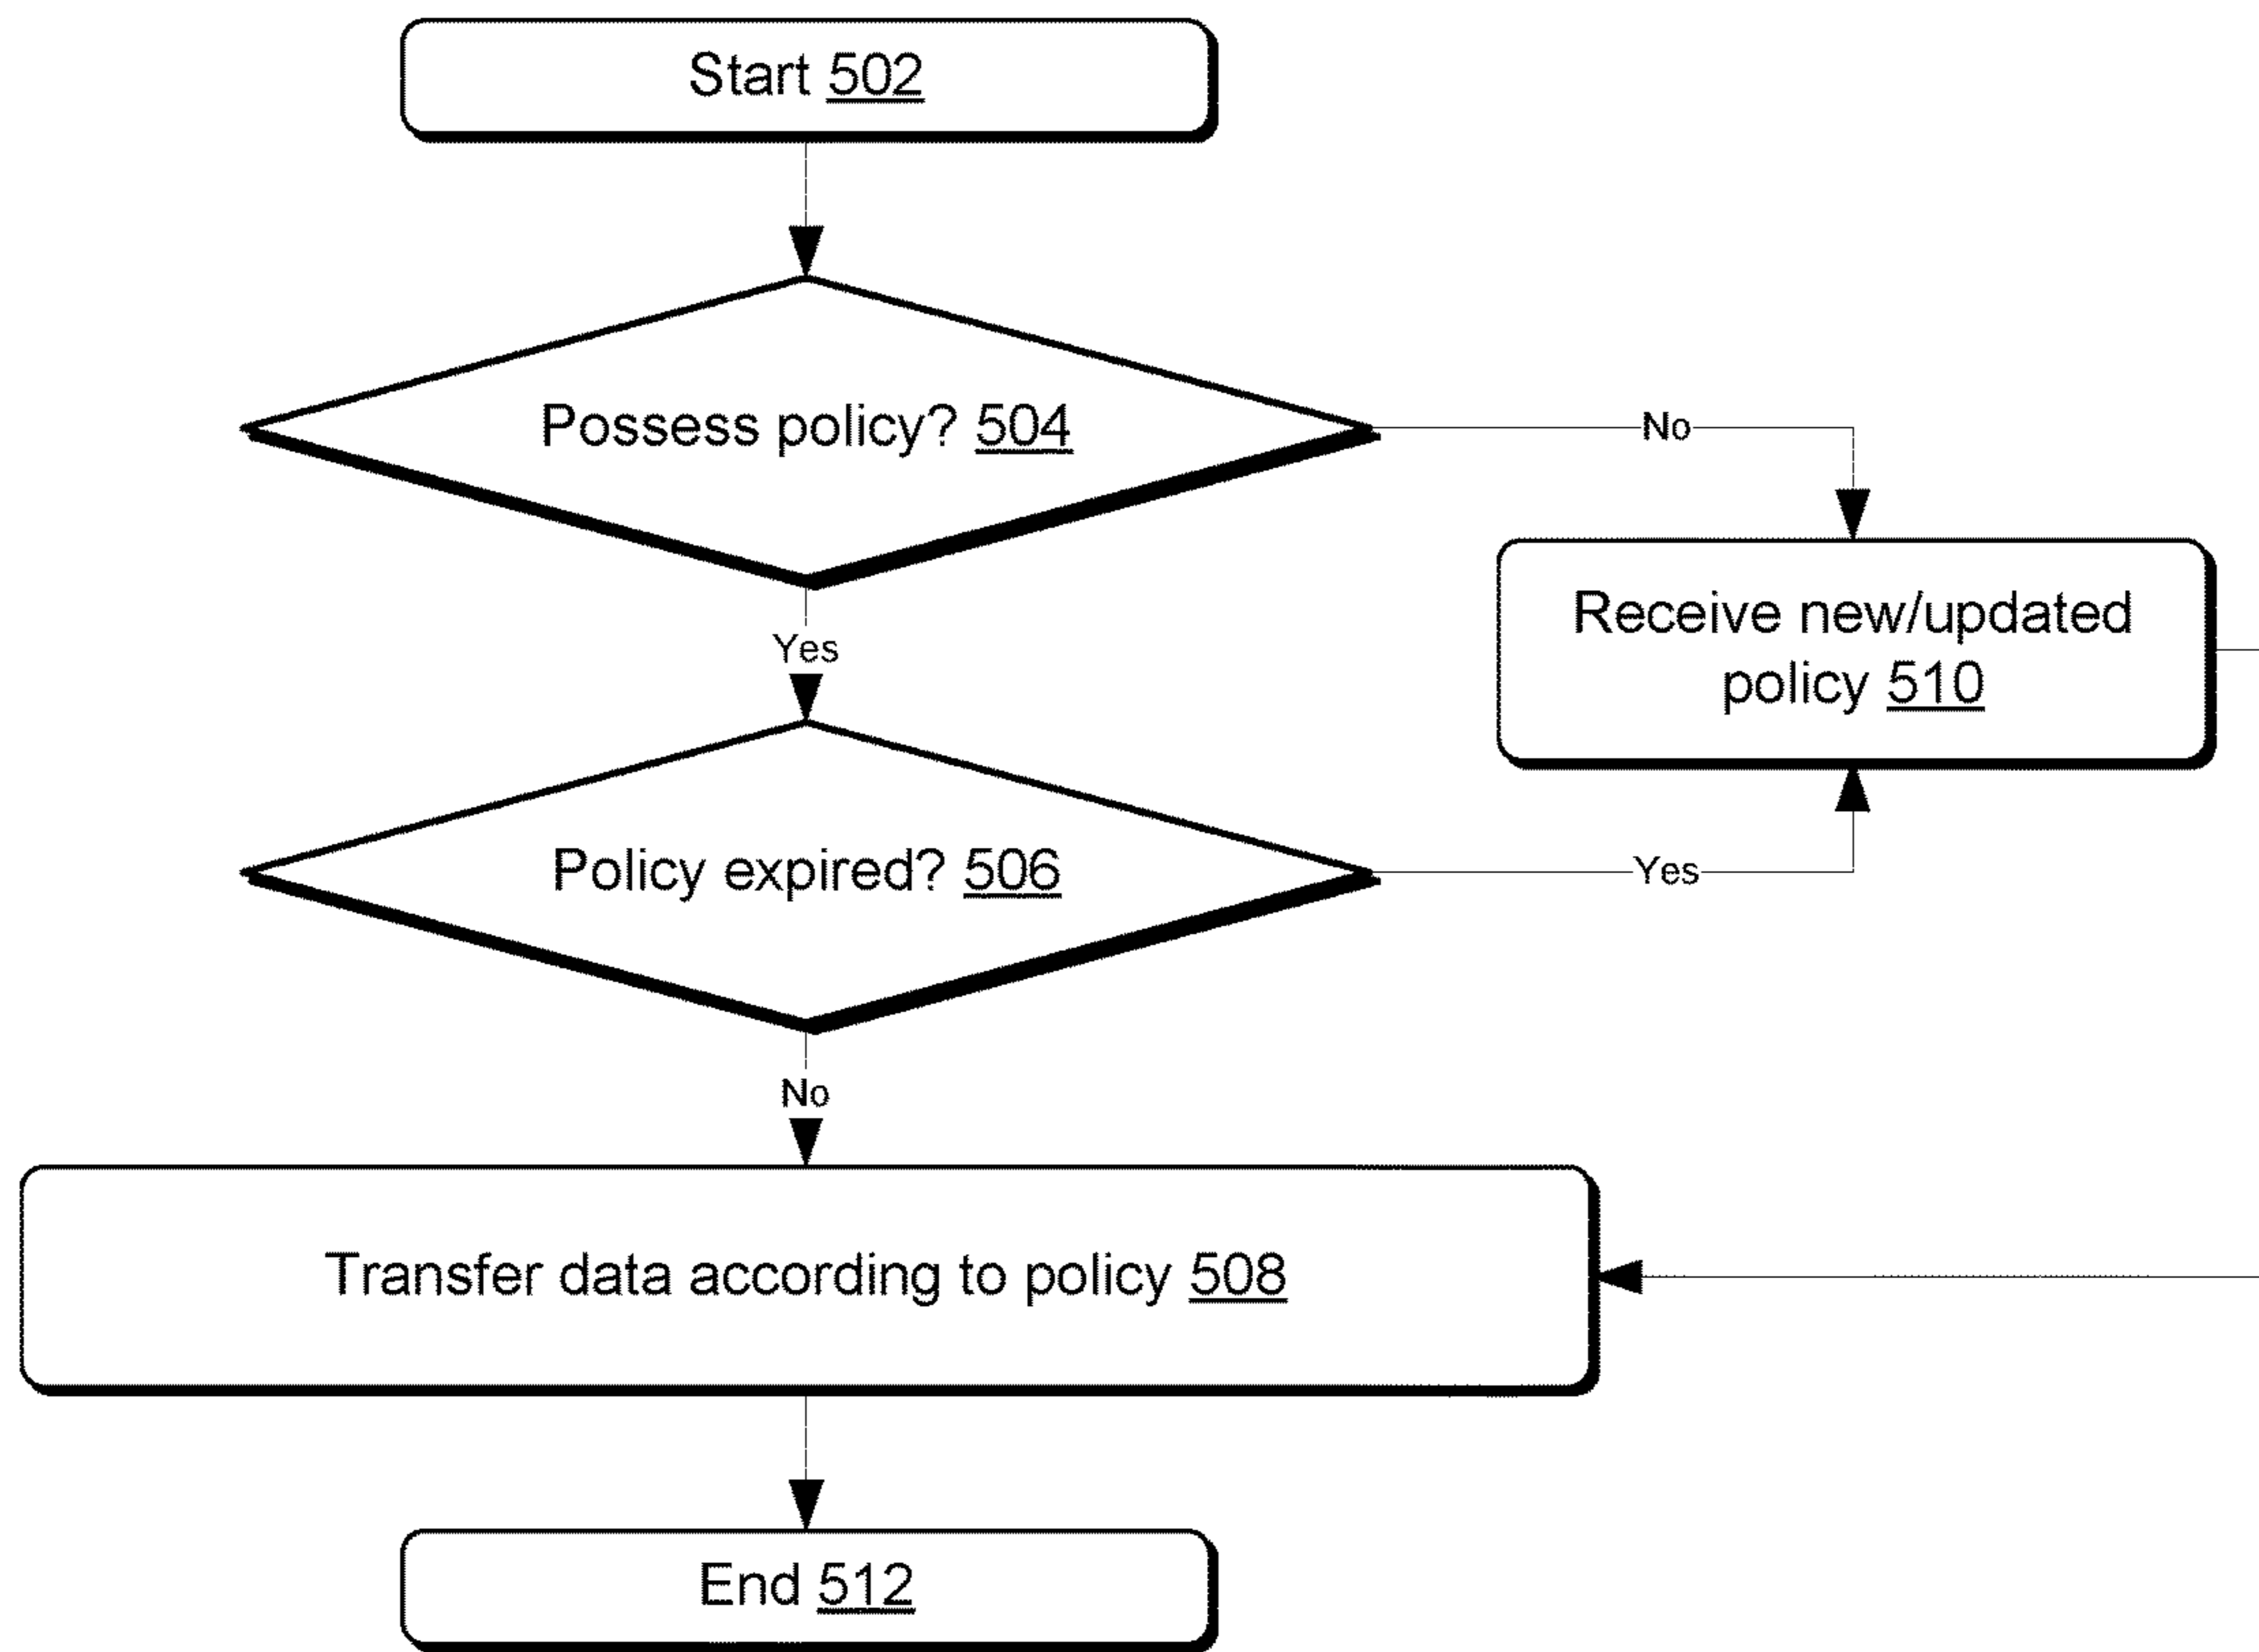 Start 502
Possess policy? 504
No
Receive new/updated
policy 510
Yes
Policy expired? 506
Yes
No
Transfer data according to policy 508
End 512